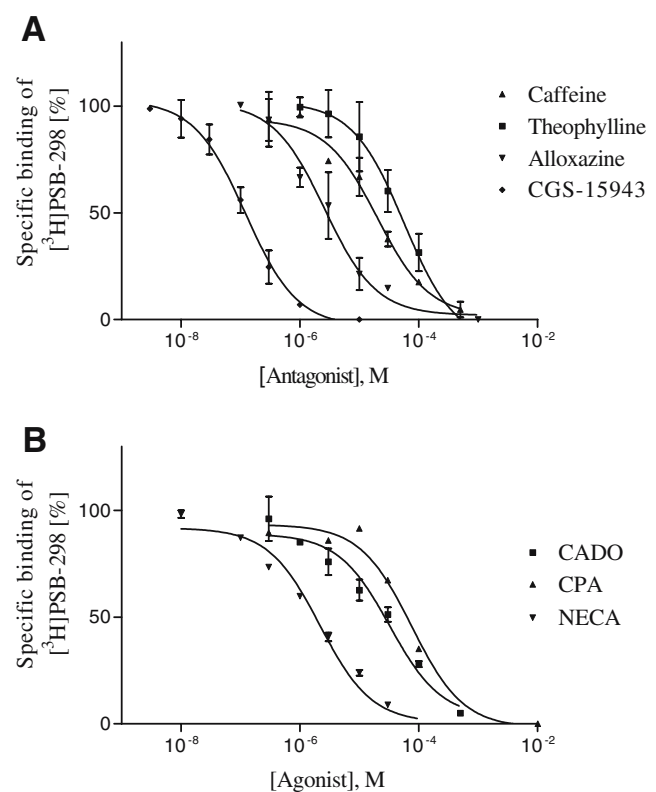 A
Specific binding of
[³H]PSB-298 [%]
100
50
0
10⁻⁸
10⁻⁶
10⁻⁴
10⁻²
[Antagonist], M
Caffeine
Theophylline
Alloxazine
CGS-15943
B
Specific binding of
[³H]PSB-298 [%]
100
50
0
10⁻⁸
10⁻⁶
10⁻⁴
10⁻²
[Agonist], M
CADO
CPA
NECA